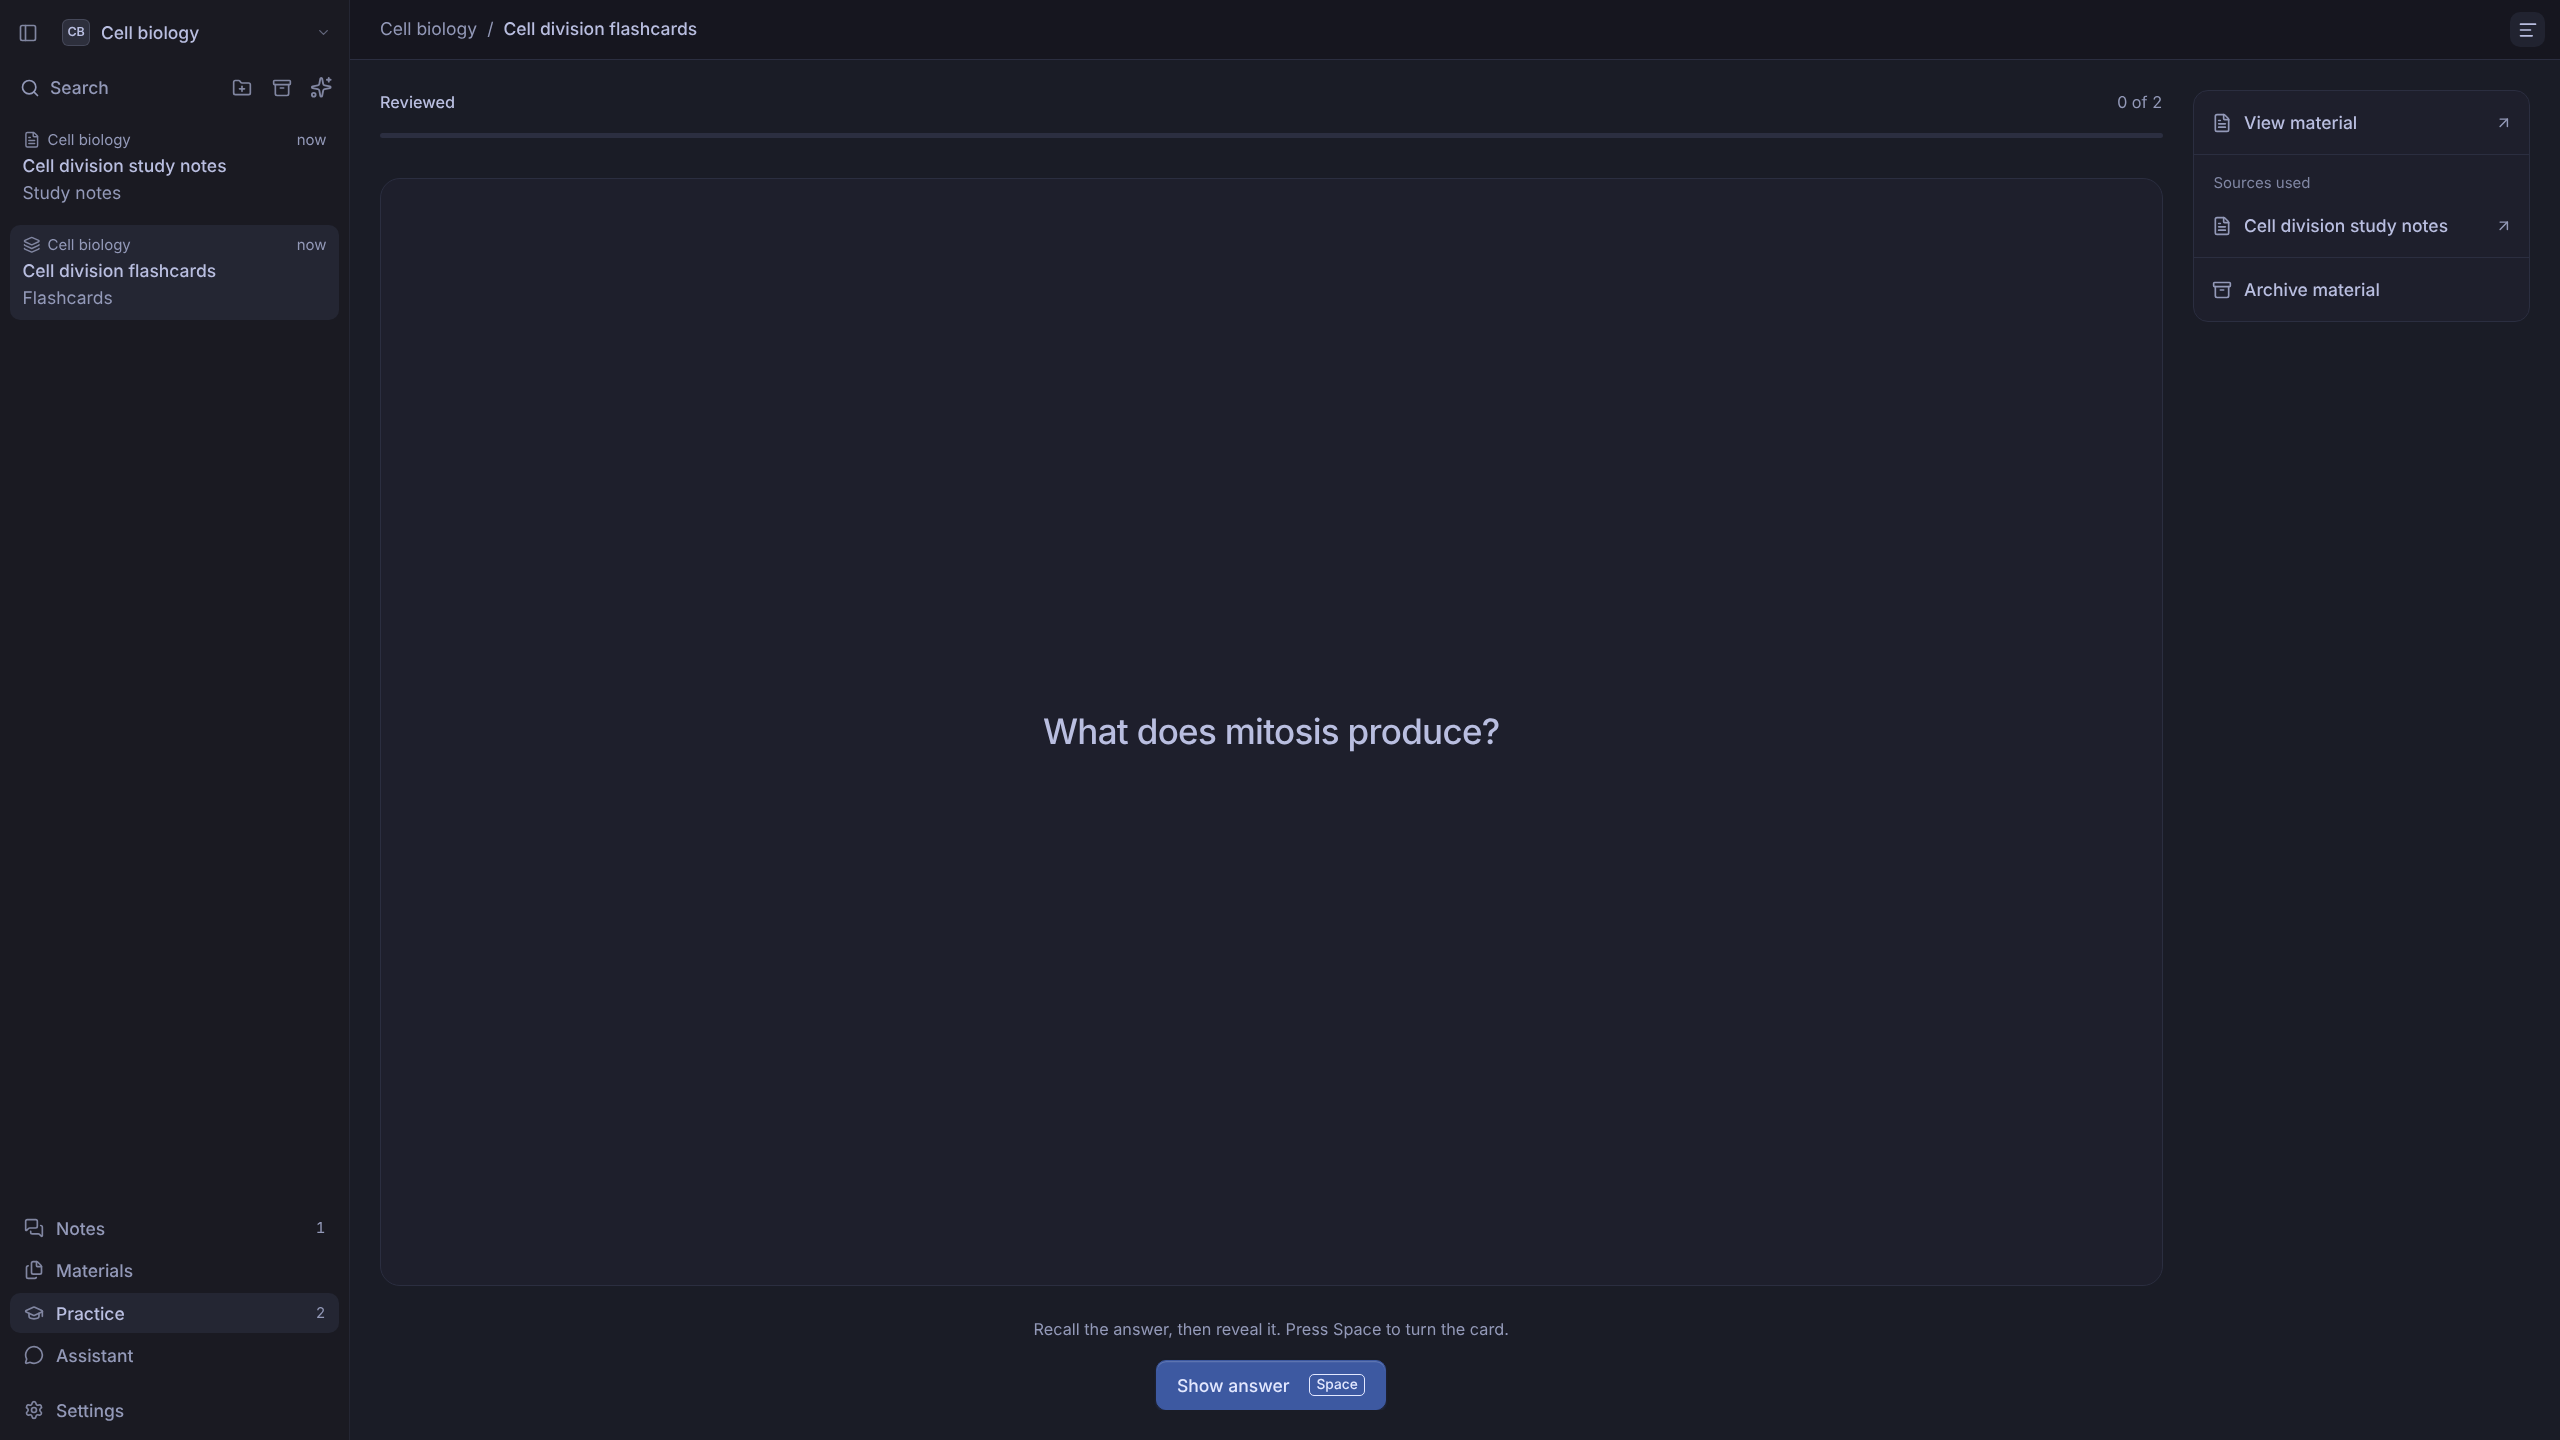 CB Cell biology
Search
Cell biology now
Cell division study notes
Study notes
Cell biology now
Cell division flashcards
Flashcards
Notes 1
Materials
Practice 2
Assistant
Settings
Cell biology / Cell division flashcards
Reviewed 0 of 2
What does mitosis produce?
Recall the answer, then reveal it. Press Space to turn the card.
Show answer Space
View material
Sources used
Cell division study notes
Archive material